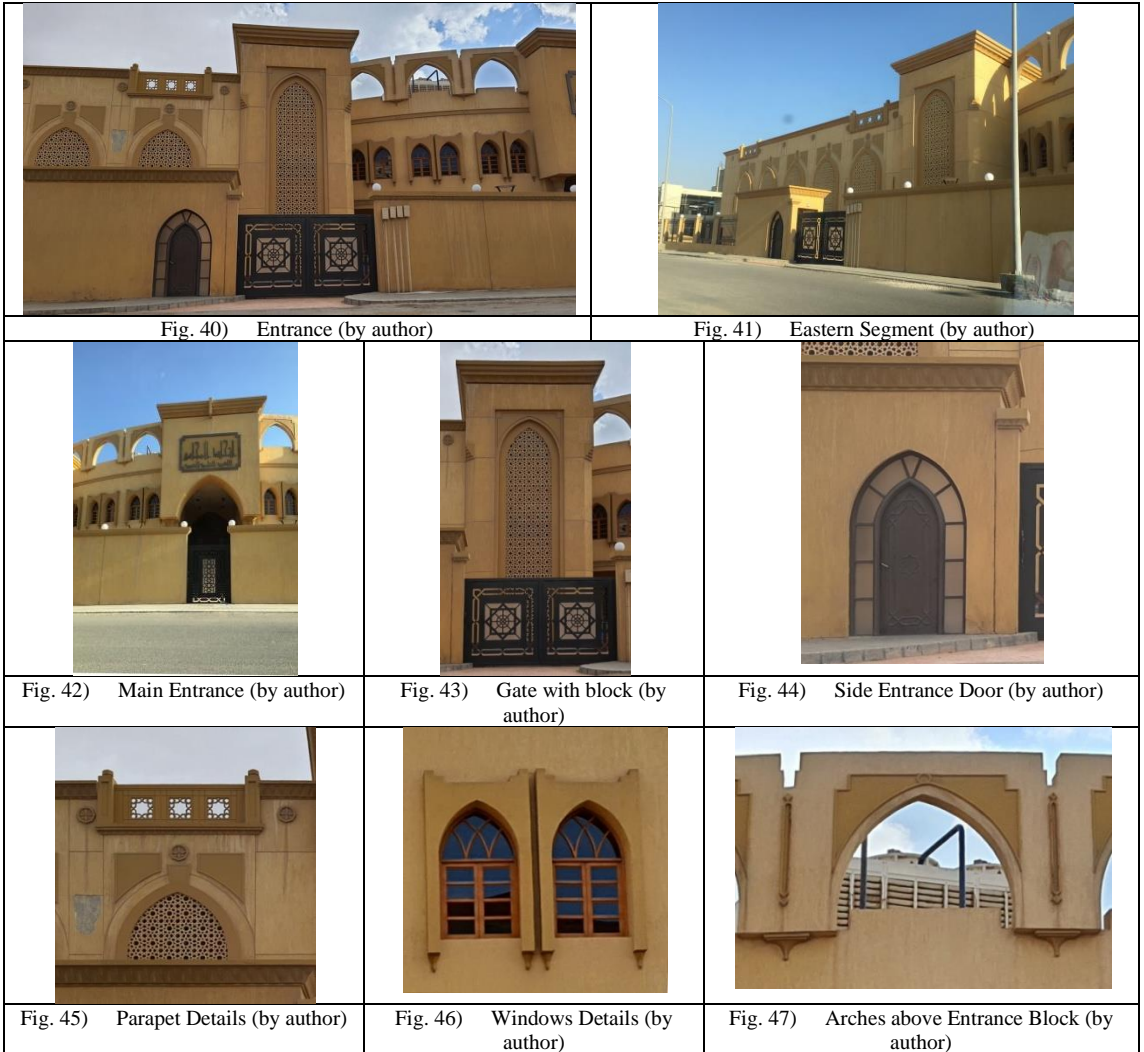 Fig. 40) Entrance (by author)
Fig. 41) Eastern Segment (by author)
Fig. 42) Main Entrance (by author)
Fig. 43) Gate with block (by
author)
Fig. 44) Side Entrance Door (by author)
Fig. 45) Parapet Details (by author)
Fig. 46) Windows Details (by
author)
Fig. 47) Arches above Entrance Block (by
author)